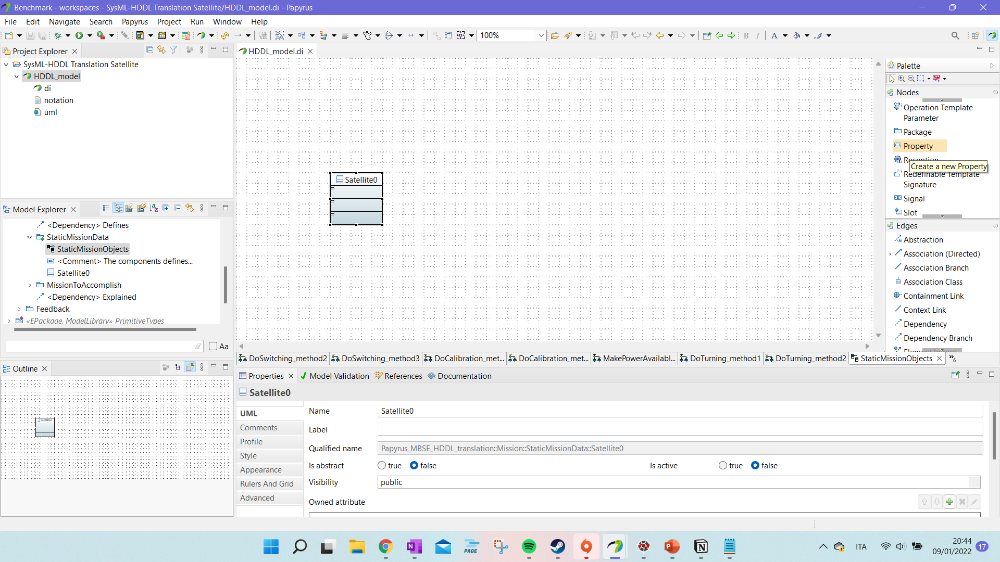 Benchmark - workspaces - SysML-HDDL Translation Satellite/HDDL_model.di - Papyrus
File Edit Navigate Search Papyrus Project Run Window Help
100%
B I A
Project Explorer
SysML-HDDL Translation Satellite
HDDL_model
di
notation
uml
HDDL_model.di
Satellite0
Palette
Nodes
Operation Template
Parameter
Package
Property
Reception
Create a new Property
Redefinable Template
Signature
Signal
Slot
Edges
Abstraction
Association (Directed)
Association Branch
Association Class
Containment Link
Context Link
Dependency
Dependency Branch
Element Import
Model Explorer
<Dependency> Defines
StaticMissionData
StaticMissionObjects
<Comment> The components defines...
Satellite0
MissionToAccomplish
<Dependency> Explained
Feedback
«EPackage, ModelLibrary» PrimitiveTypes
Aa
Outline
Satellite0
DoSwitching_method2 DoSwitching_method3 DoCalibration_met... DoCalibration_met... MakePowerAvailabl... DoTurning_method1 DoTurning_method2 StaticMissionObjects »6
Properties Model Validation References Documentation
Satellite0
UML
Comments
Profile
Style
Appearance
Rulers And Grid
Advanced
Name Satellite0
Label
Qualified name Papyrus_MBSE_HDDL_translation::Mission::StaticMissionData::Satellite0
Is abstract true false Is active true false
Visibility public
Owned attribute
PAGE
ITA
20:44
09/01/2022
17